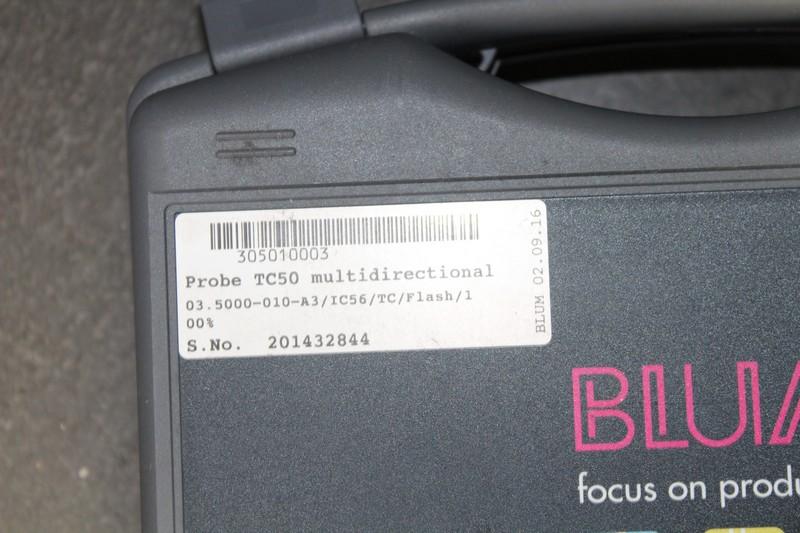 305010003
Probe TC50 multidirectional
03.5000-010-A3/IC56/TC/Flash/1
00%
S.No. 201432844
BLUM 02.09.16
BLUM
focus on produ